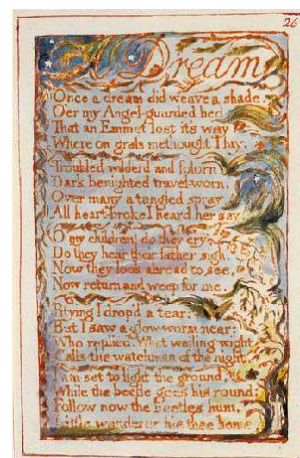 26
A Dream
Once a dream did weave a shade,
Oer my Angel-guarded bed,
That an Emmet lost its way
Where on grass methought I lay.
Troubled wilderd and folorn
Dark benighted travel-worn,
Over many a tangled spray
All heart-broke I heard her say.
O my children! do they cry
Do they hear their father sigh.
Now they look abroad to see,
Now return and weep for me.
Pitying I dropd a tear:
But I saw a glow-worm near:
Who replied. What wailing wight
Calls the watchman of the night.
I am set to light the ground,
While the beetle goes his round:
Follow now the beetles hum,
Little wanderer hie thee home.